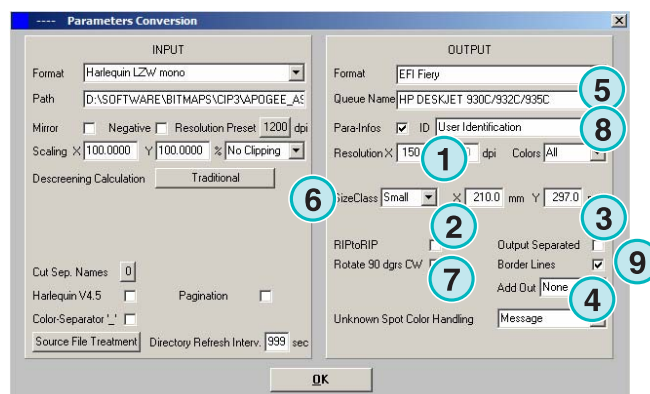 ---- Parameters Conversion
INPUT
Format Harlequin LZW mono
Path D:\SOFTWARE\BITMAPS\CIP3\APOGEE_AS
Mirror Negative Resolution Preset 1200 dpi
Scaling X 100.0000 Y 100.0000 % No Clipping
Descreening Calculation Traditional
Cut Sep. Names 0
Harlequin V4.5 Pagination
Color-Separator '_'
Source File Treatment Directory Refresh Interv. 999 sec
OUTPUT
Format EFI Fiery
Queue Name HP DESKJET 930C/932C/935C 5
Para-Infos ID User Identification 8
Resolution X 150 1 dpi Colors All
6 SizeClass Small X 210.0 mm Y 297.0
2 3
RIPtoRIP Output Separated
Rotate 90 dgrs CW 7 Border Lines 9
Add Out None 4
Unknown Spot Color Handling Message
OK